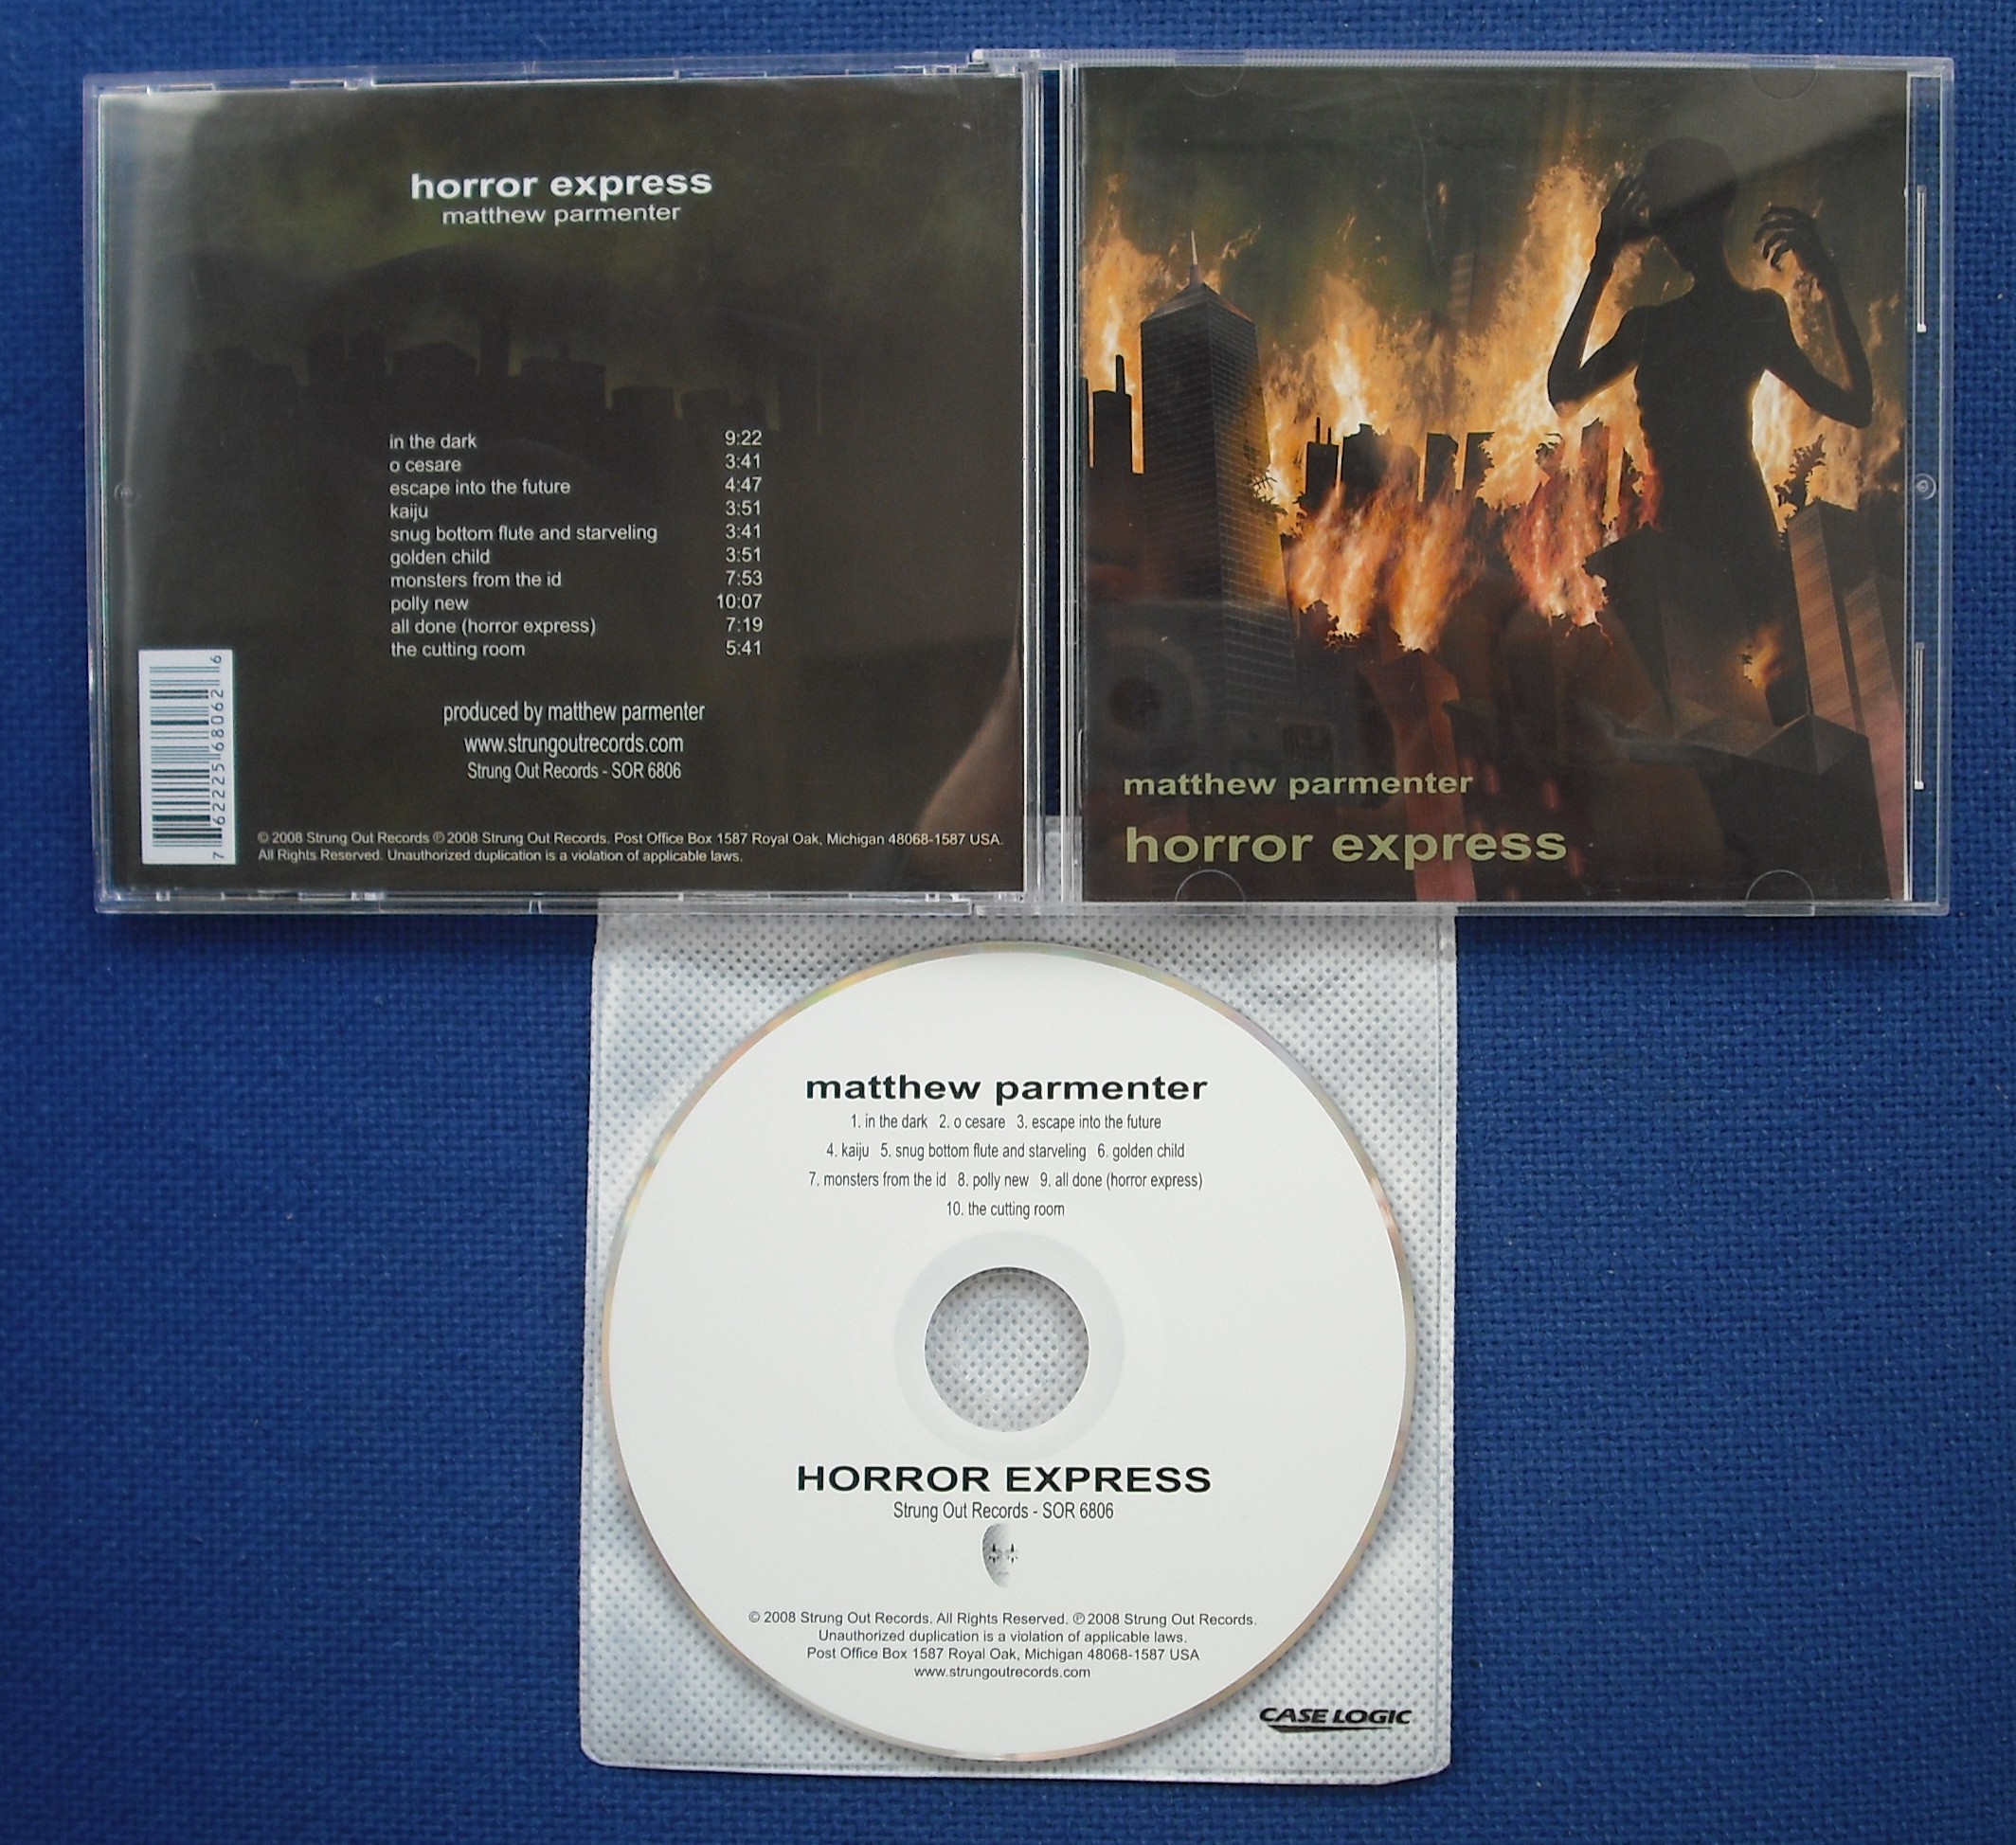 horror express
matthew parmenter
in the dark 9:22
o cesare 3:41
escape into the future 4:47
kaiju 3:51
snug bottom flute and starveling 3:41
golden child 3:51
monsters from the id 7:53
polly new 10:07
all done (horror express) 7:19
the cutting room 5:41
produced by matthew parmenter
www.strungoutrecords.com
Strung Out Records - SOR 6806
7 62225 68062 6
© 2008 Strung Out Records ℗ 2008 Strung Out Records. Post Office Box 1587 Royal Oak, Michigan 48068-1587 USA.
All Rights Reserved. Unauthorized duplication is a violation of applicable laws.
matthew parmenter
horror express
matthew parmenter
1. in the dark 2. o cesare 3. escape into the future
4. kaiju 5. snug bottom flute and starveling 6. golden child
7. monsters from the id 8. polly new 9. all done (horror express)
10. the cutting room
HORROR EXPRESS
Strung Out Records - SOR 6806
© 2008 Strung Out Records. All Rights Reserved. ℗ 2008 Strung Out Records.
Unauthorized duplication is a violation of applicable laws.
Post Office Box 1587 Royal Oak, Michigan 48068-1587 USA
www.strungoutrecords.com
CASE LOGIC